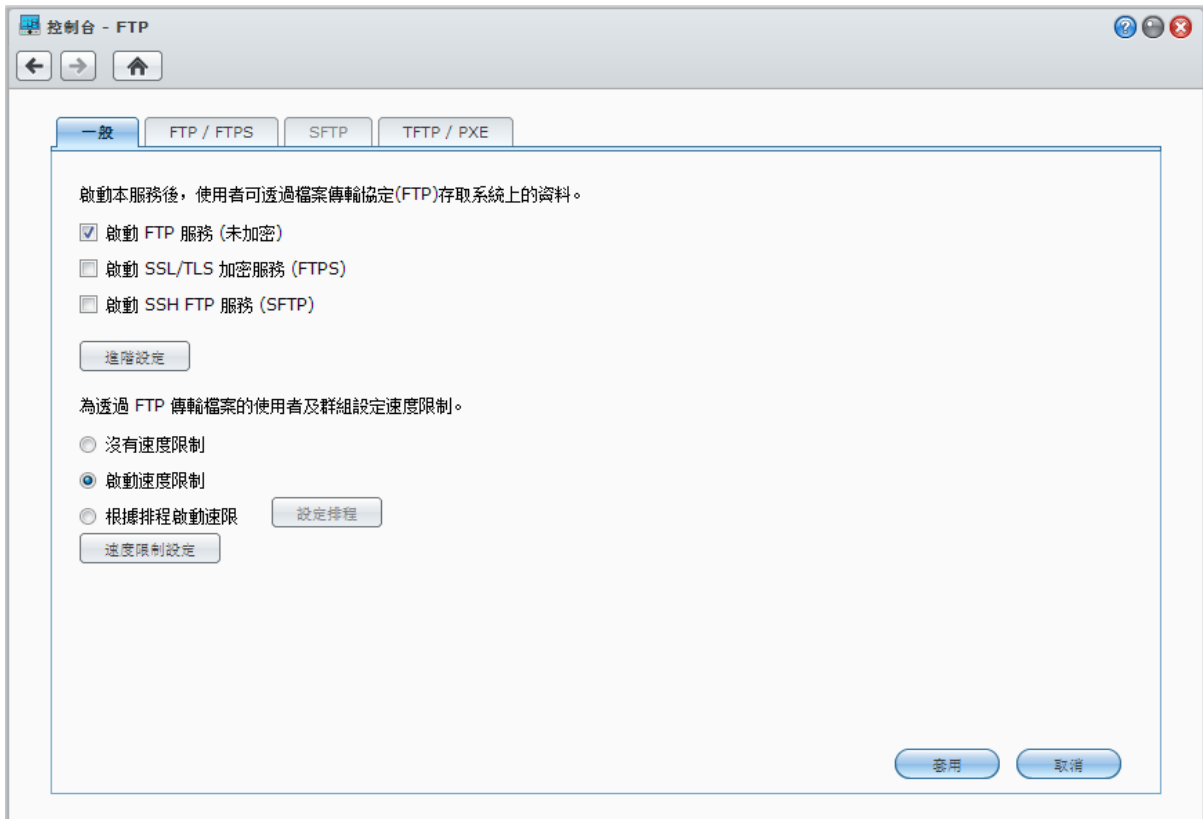 控制台 - FTP
一般 FTP / FTPS SFTP TFTP / PXE
啟動本服務後，使用者可透過檔案傳輸協定(FTP)存取系統上的資料。
啟動 FTP 服務 (未加密)
啟動 SSL/TLS 加密服務 (FTPS)
啟動 SSH FTP 服務 (SFTP)
進階設定
為透過 FTP 傳輸檔案的使用者及群組設定速度限制。
沒有速度限制
啟動速度限制
根據排程啟動速限 設定排程
速度限制設定
套用 取消